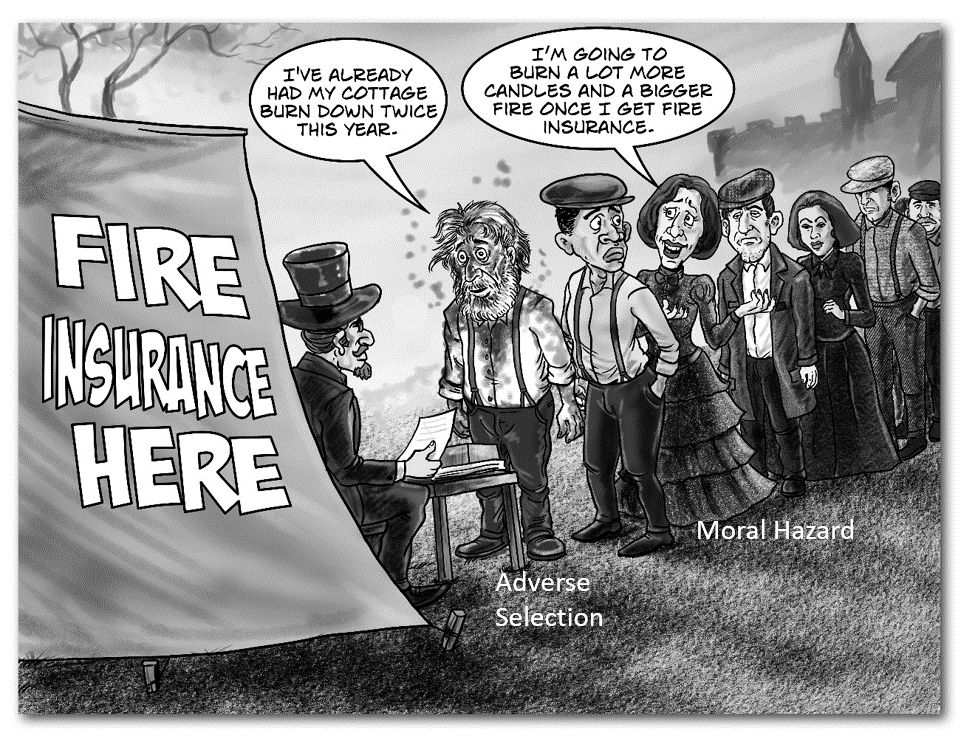 I'VE ALREADY
HAD MY COTTAGE
BURN DOWN TWICE
THIS YEAR.
I'M GOING TO
BURN A LOT MORE
CANDLES AND A BIGGER
FIRE ONCE I GET FIRE
INSURANCE.
FIRE
INSURANCE
HERE
Moral Hazard
Adverse
Selection